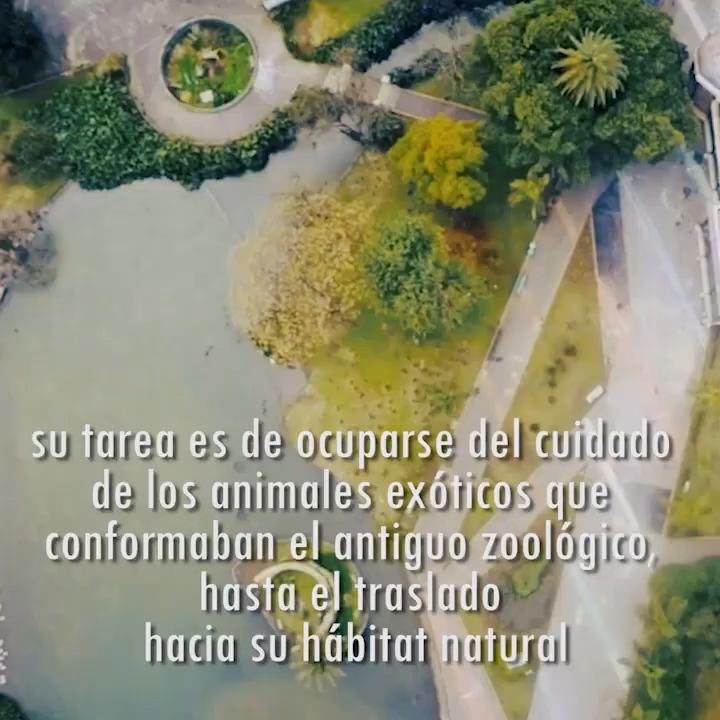 su tarea es de ocuparse del cuidado
de los animales exóticos que
conformaban el antiguo zoológico,
hasta el traslado
hacia su hábitat natural